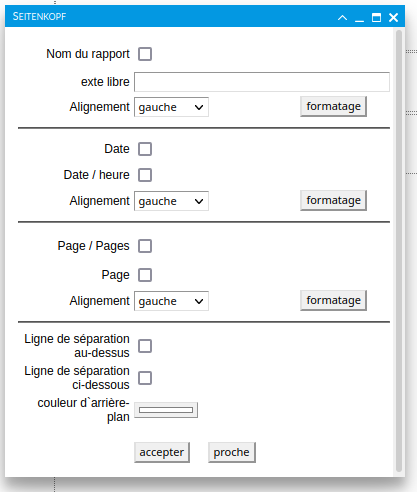 Seitenkopf
Nom du rapport
exte libre
Alignement gauche formatage
Date
Date / heure
Alignement gauche formatage
Page / Pages
Page
Alignement gauche formatage
Ligne de séparation
au-dessus
Ligne de séparation
ci-dessous
couleur d`arrière-
plan
accepter proche